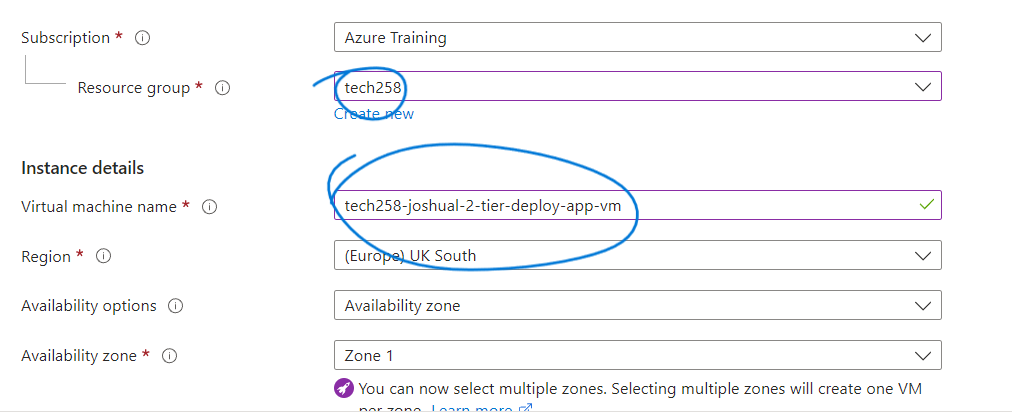 Subscription * Azure Training
Resource group * tech258
Create new
Instance details
Virtual machine name * tech258-joshual-2-tier-deploy-app-vm
Region * (Europe) UK South
Availability options Availability zone
Availability zone * Zone 1
You can now select multiple zones. Selecting multiple zones will create one VM
per zone. Learn more